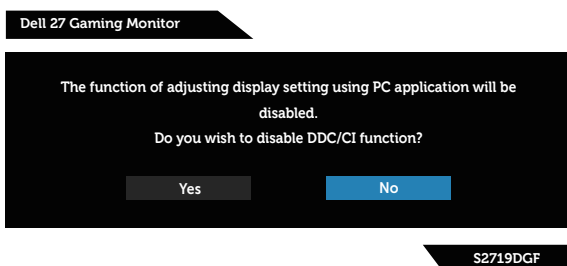 Dell 27 Gaming Monitor
The function of adjusting display setting using PC application will be
disabled.
Do you wish to disable DDC/CI function?
Yes
No
S2719DGF